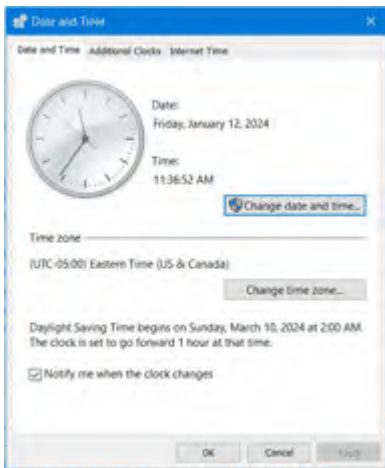 Date and Time
Date and Time Additional Clocks Internet Time
Date:
Friday, January 12, 2024
Time:
11:36:52 AM
Change date and time...
Time zone
(UTC-05:00) Eastern Time (US & Canada)
Change time zone...
Daylight Saving Time begins on Sunday, March 10, 2024 at 2:00 AM.
The clock is set to go forward 1 hour at that time.
Notify me when the clock changes
OK Cancel Apply